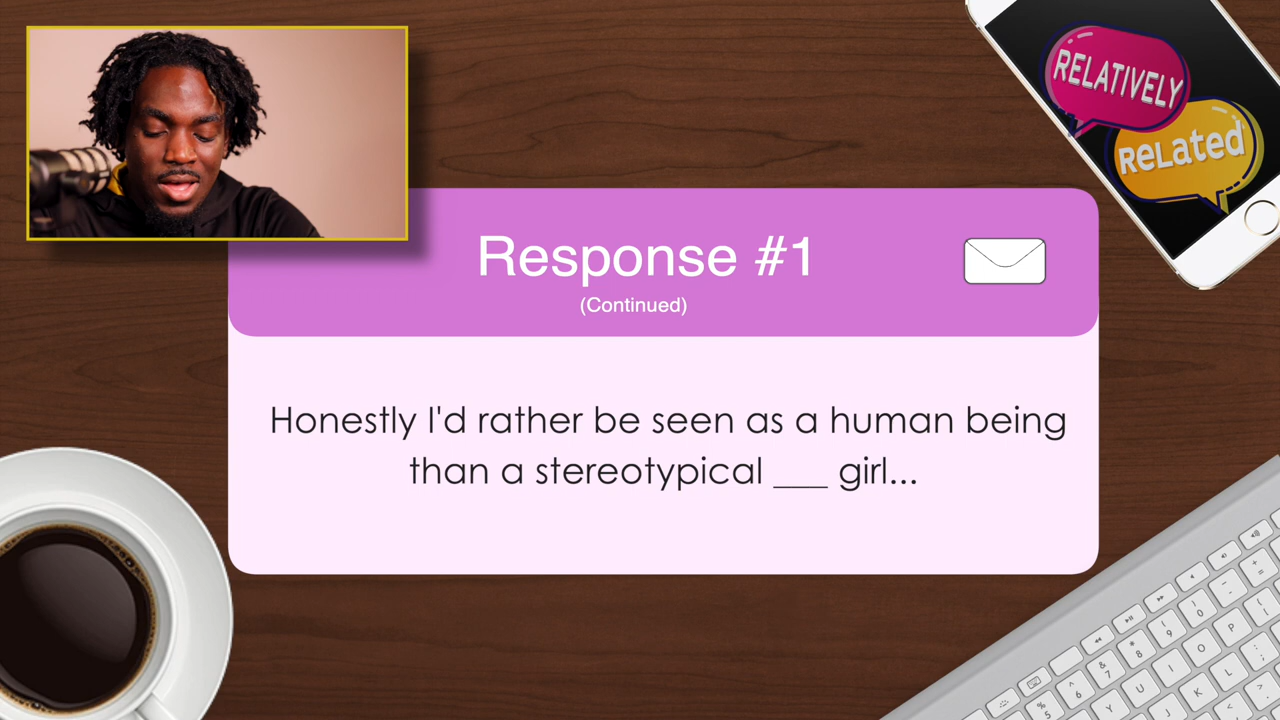 RELATIVELY
ReLated
Response #1
(Continued)
Honestly I'd rather be seen as a human being
than a stereotypical ___ girl...